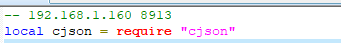 -- 192.168.1.160 8913
local cjson = require "cjson"